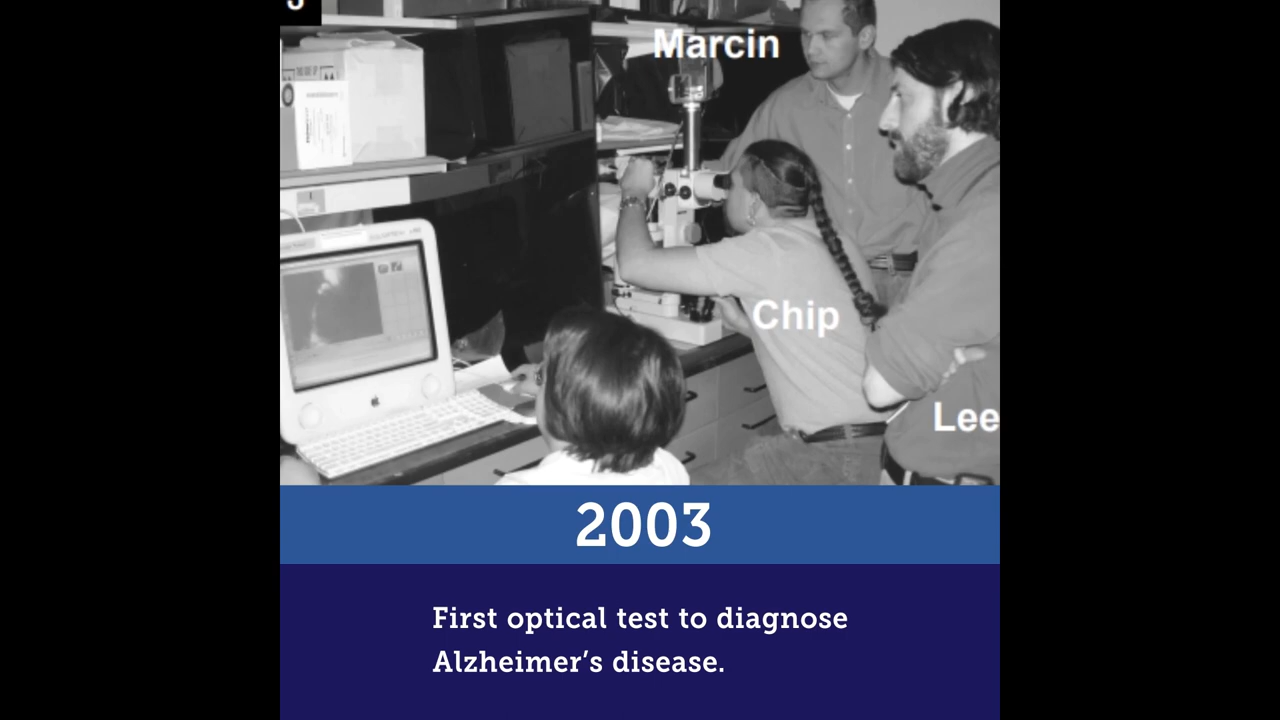 Marcin
Chip
Lee
2003
First optical test to diagnose
Alzheimer’s disease.